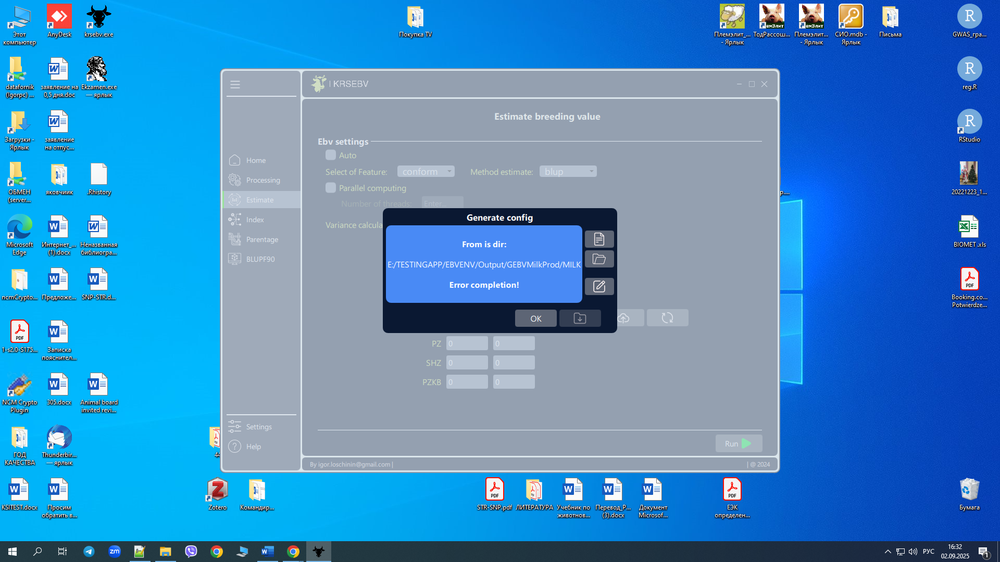 Этот
компьютер
AnyDesk
krsebv.exe
Покупка TV
Племэлит_...
- Ярлык
ТодРассош...
Племэлит...
- Ярлык
СИО.mdb -
Ярлык
Письма
GWAS_гра...
datafornik
(Igorpc) ...
заявление на
0,5 дня.doc
Ekzamen.exe
— ярлык
reg.R
Загрузки -
Ярлык
заявление
на отпус...
RStudio
ОБМЕН
(server...
яковчиик
.Rhistory
20221223_1...
Microsoft
Edge
Интернет_...
(1).docx
Неназванная
библиогра...
BIOMET .xls
ncmCrypto...
Предложе...
SNP-STR.d...
Booking.co...
Potwierdze...
1-s2.0-S175...
Записка
пояснител...
NCM Crypto
Plugin
305.docx
Animal board
invited revi...
ГОД
КАЧЕСТВА
Thunderbir...
— ярлык
44
KSITEST.docx
Просим
обратить в...
Zotero
Командир...
STR-SNP.pdf
ЛИТЕРАТУРА
Учебник по
животнов...
Перевод_Р...
(3).docx
Документ
Microsof...
ЕЭК
определен...
Бумага
р....
| KRSEBV
Home
Processing
Estimate
Index
Parentage
BLUPF90
Settings
Help
Estimate breeding value
Ebv settings
Auto
Select of Feature: conform Method estimate: blup
Parallel computing
Number of threads: Enter...
Variance calcula
Generate config
From is dir:
E:/TESTINGAPP/EBVENV/Output/GEBVMilkProd/MILK
Error completion!
OK
PZ 0 0
SHZ 0 0
PZKB 0 0
Run
By igor.loschinin@gmail.com |
| @ 2024
zm
РУС
16:32
02.09.2025
1